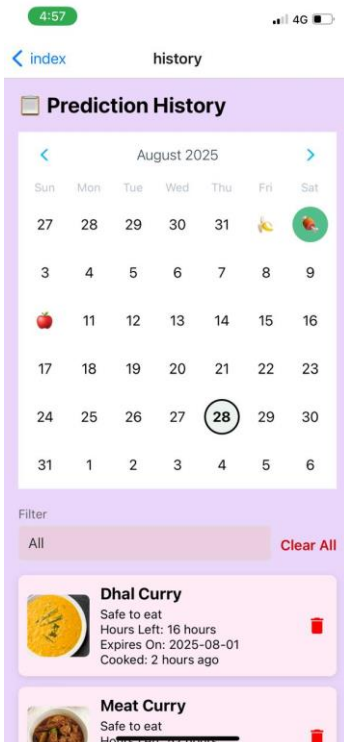 4:57
4G
index
history
📋 Prediction History
August 2025
Sun Mon Tue Wed Thu Fri Sat
27 28 29 30 31
3 4 5 6 7 8 9
11 12 13 14 15 16
17 18 19 20 21 22 23
24 25 26 27 28 29 30
31 1 2 3 4 5 6
Filter
All
Clear All
Dhal Curry
Safe to eat
Hours Left: 16 hours
Expires On: 2025-08-01
Cooked: 2 hours ago
Meat Curry
Safe to eat